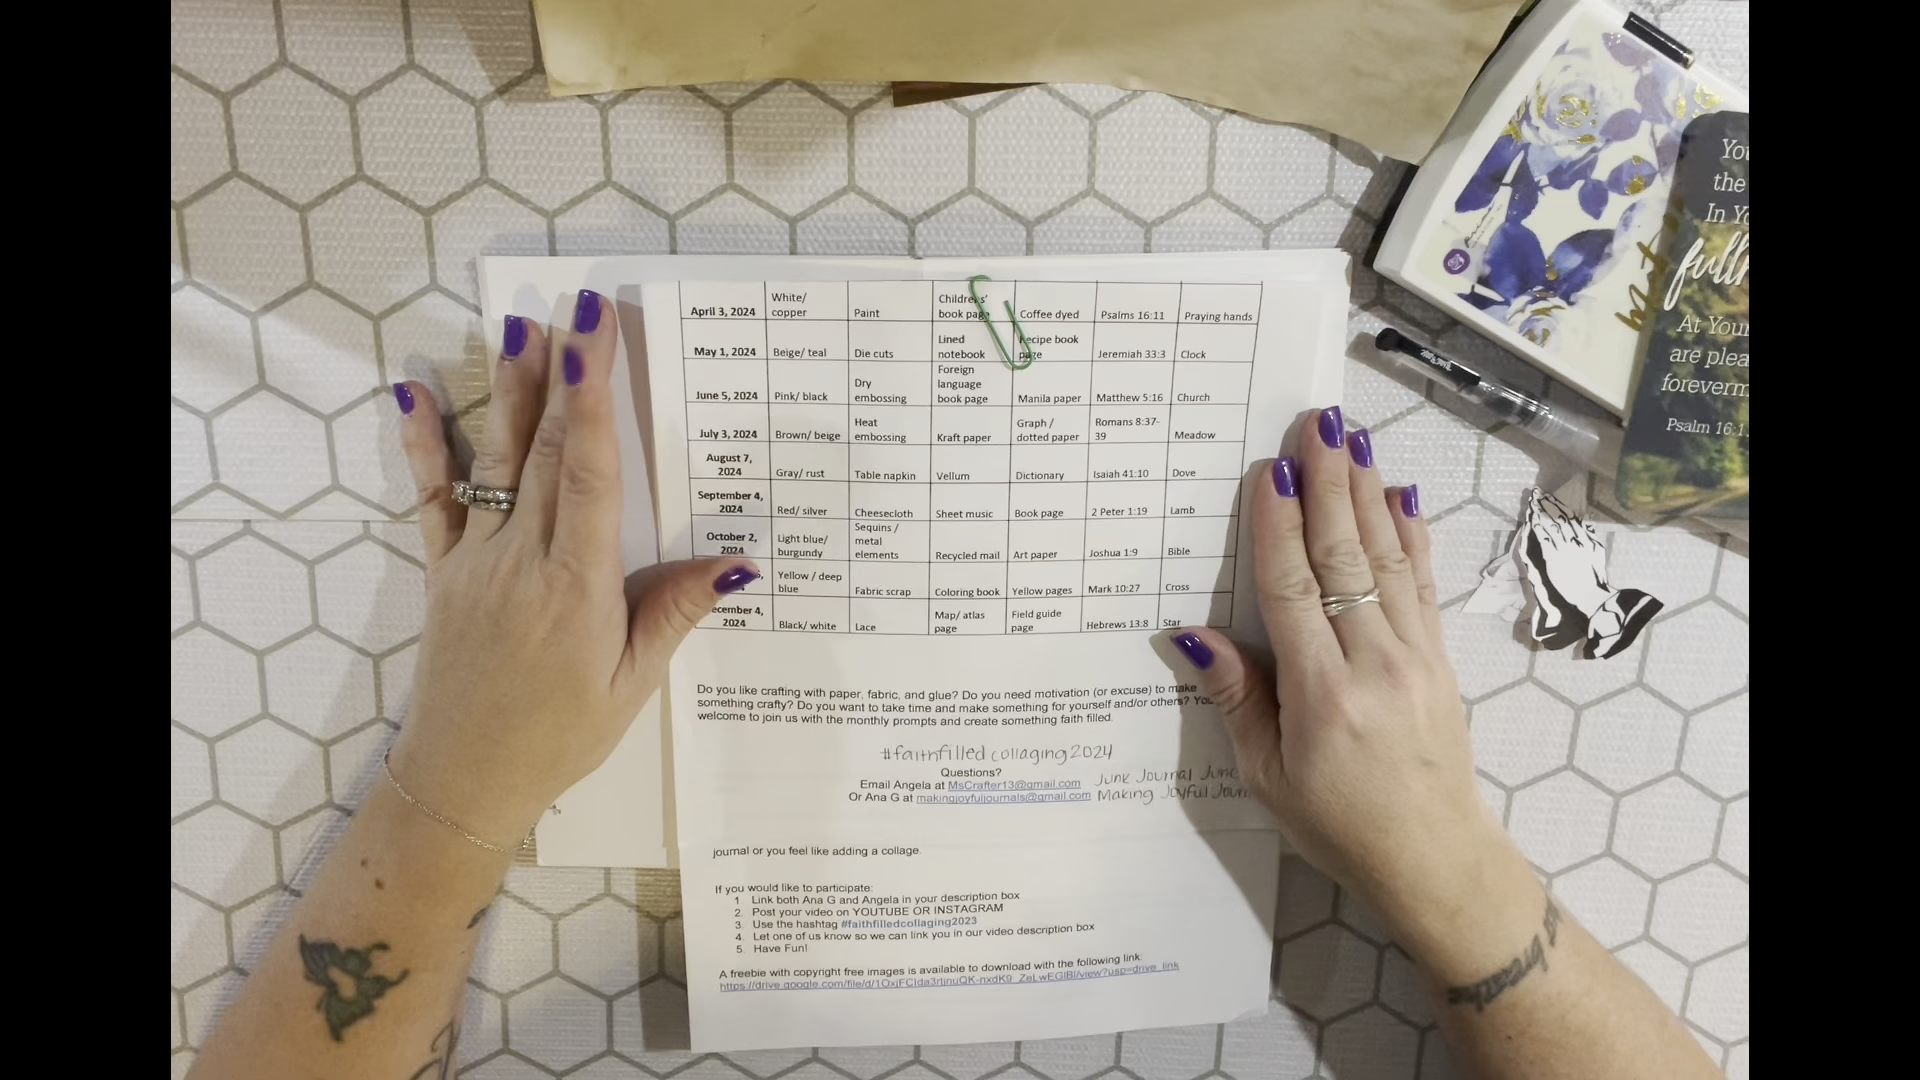 April 3, 2024 White/ copper Paint Childrens' book page Coffee dyed Psalms 16:11 Praying hands
May 1, 2024 Beige/ teal Die cuts Lined notebook Recipe book page Jeremiah 33:3 Clock
June 5, 2024 Pink/ black Dry embossing Foreign language book page Manila paper Matthew 5:16 Church
July 3, 2024 Brown/ beige Heat embossing Kraft paper Graph / dotted paper Romans 8:37-39 Meadow
August 7, 2024 Gray/ rust Table napkin Vellum Dictionary Isaiah 41:10 Dove
September 4, 2024 Red/ silver Cheesecloth Sheet music Book page 2 Peter 1:19 Lamb
October 2, 2024 Light blue/ burgundy Sequins / metal elements Recycled mail Art paper Joshua 1:9 Bible
Yellow / deep blue Fabric scrap Coloring book Yellow pages Mark 10:27 Cross
December 4, 2024 Black/ white Lace Map/ atlas page Field guide page Hebrews 13:8 Star
Do you like crafting with paper, fabric, and glue? Do you need motivation (or excuse) to make
something crafty? Do you want to take time and make something for yourself and/or others?
welcome to join us with the monthly prompts and create something faith filled.
#faithfilledcollaging2024
Questions?
Email Angela at MsCrafter13@gmail.com Junk Journal
Or Ana G at makingjoyfuljournals@gmail.com Making Joyful
journal or you feel like adding a collage.
If you would like to participate:
1. Link both Ana G and Angela in your description box
2. Post your video on YOUTUBE OR INSTAGRAM
3. Use the hashtag #faithfilledcollaging2023
4. Let one of us know so we can link you in our video description box
5. Have Fun!
A freebie with copyright free images is available to download with the following link:
the
In
At
are
Psalm
breathe